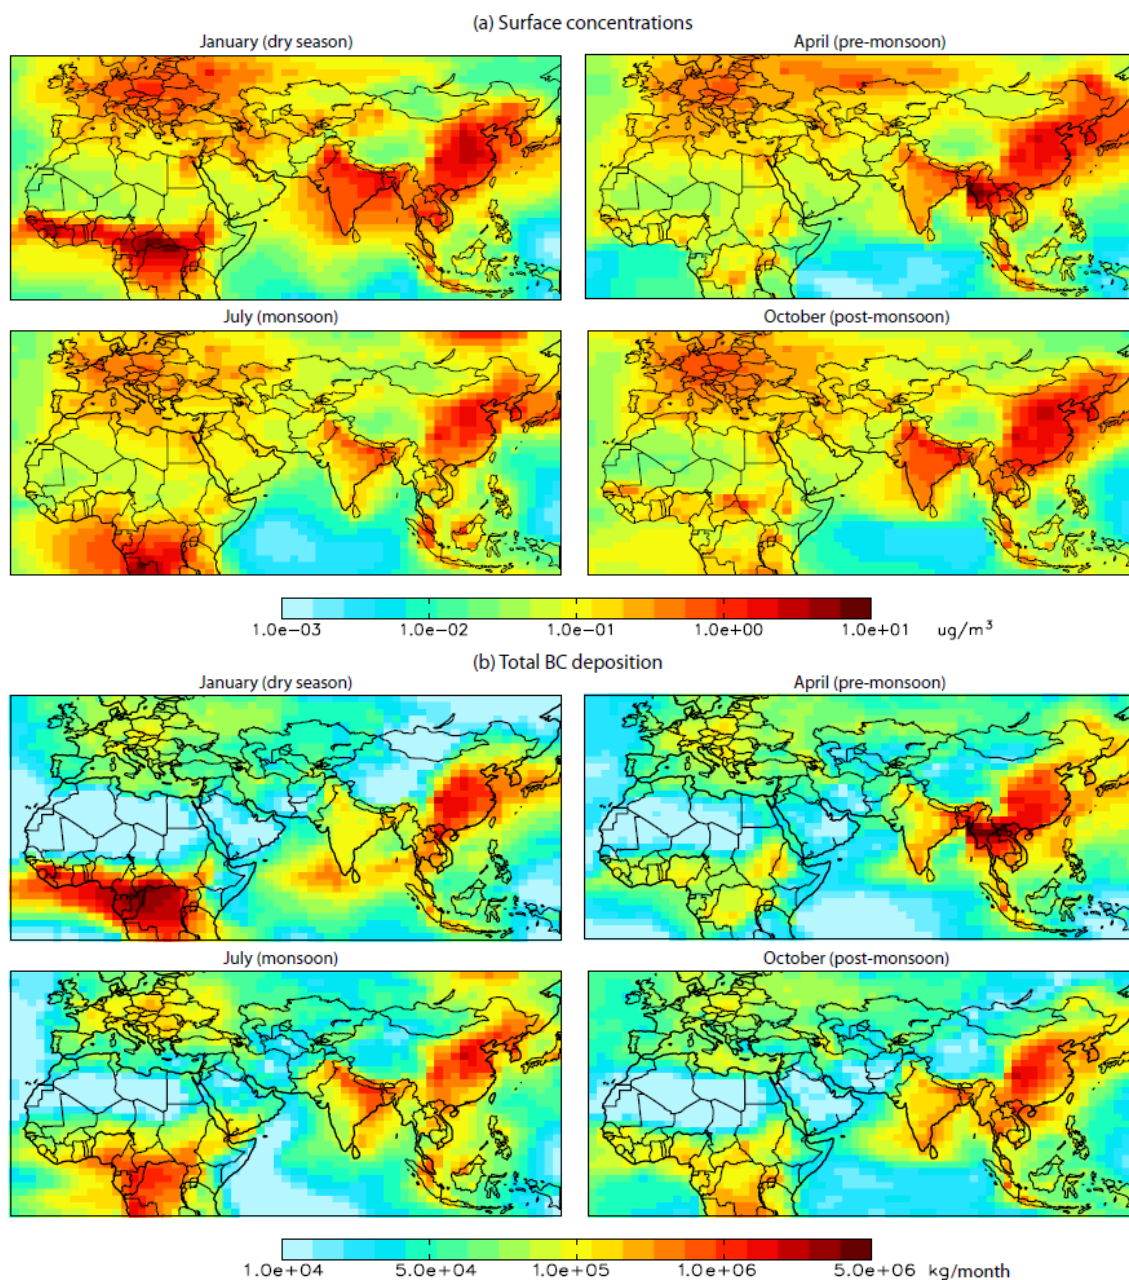 (a) Surface concentrations
January (dry season)
April (pre-monsoon)
July (monsoon)
October (post-monsoon)
1.0e-03 1.0e-02 1.0e-01 1.0e+00 1.0e+01 ug/m³
(b) Total BC deposition
January (dry season)
April (pre-monsoon)
July (monsoon)
October (post-monsoon)
1.0e+04 5.0e+04 1.0e+05 1.0e+06 5.0e+06 kg/month